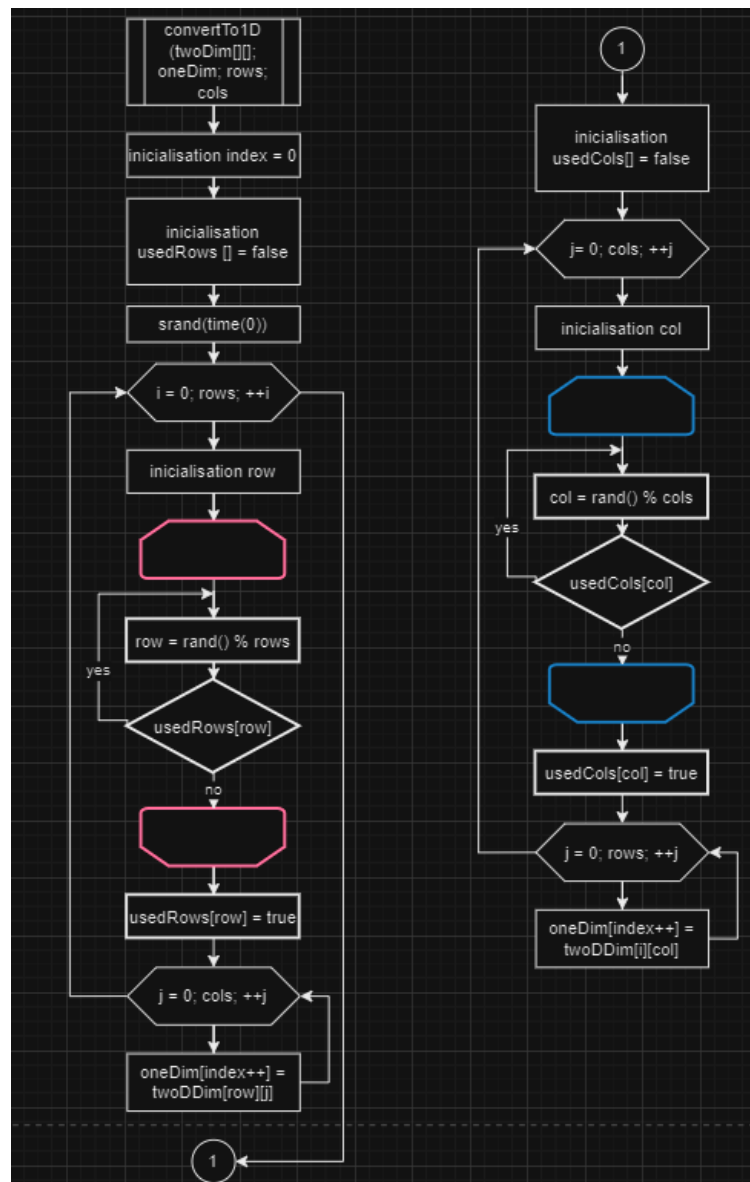 convertTo1D
(twoDim[][];
oneDim; rows;
cols
inicialisation index = 0
inicialisation
usedRows [] = false
srand(time(0))
i = 0; rows; ++i
inicialisation row
row = rand() % rows
yes
usedRows[row]
no
usedRows[row] = true
j = 0; cols; ++j
oneDim[index++] =
twoDDim[row][j]
1
1
inicialisation
usedCols[] = false
j= 0; cols; ++j
inicialisation col
col = rand() % cols
yes
usedCols[col]
no
usedCols[col] = true
j = 0; rows; ++j
oneDim[index++] =
twoDDim[i][col]